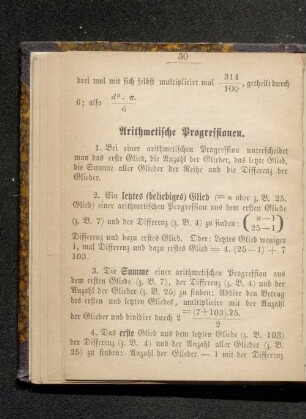 30
drei mal mit sich selbst multiplicirt mal 314/100, getheilt durch
6; also d³ · π / 6
Arithmetische Progressionen.
1. Bei einer arithmetischen Progression unterscheidet
man das erste Glied, die Anzahl der Glieder, das letzte Glied,
die Summe aller Glieder der Reihe und die Differenz der
Glieder.
2. Ein letztes (beliebiges) Glied (= n oder z. B. 25.
Glied) einer arithmetischen Progression aus dem ersten Gliede
(z. B. 7) und der Differenz (z. B. 4) zu finden: (n—1 / 25—1)
Differenz und dazu erstes Glied. Oder: Letztes Glied weniger
1, mal Differenz und dazu erstes Glied = 4. (25—1) + 7
103.
3. Die Summe einer arithmetischen Progression aus
dem ersten Gliede (z. B. 7), der Differenz (z. B. 4) und der
Anzahl der Glieder (z. B. 25) zu finden: Addire den Betrag
des ersten und letzten Gliedes, multiplicire mit der Anzahl
der Glieder und dividire durch 2 = (7+103).25. / 2
4. Das erste Glied aus dem letzten Gliede (z. B. 103)
der Differenz (z. B. 4) und der Anzahl aller Glieder (z. B.
25) zu finden: Anzahl der Glieder — 1 mit der Differenz